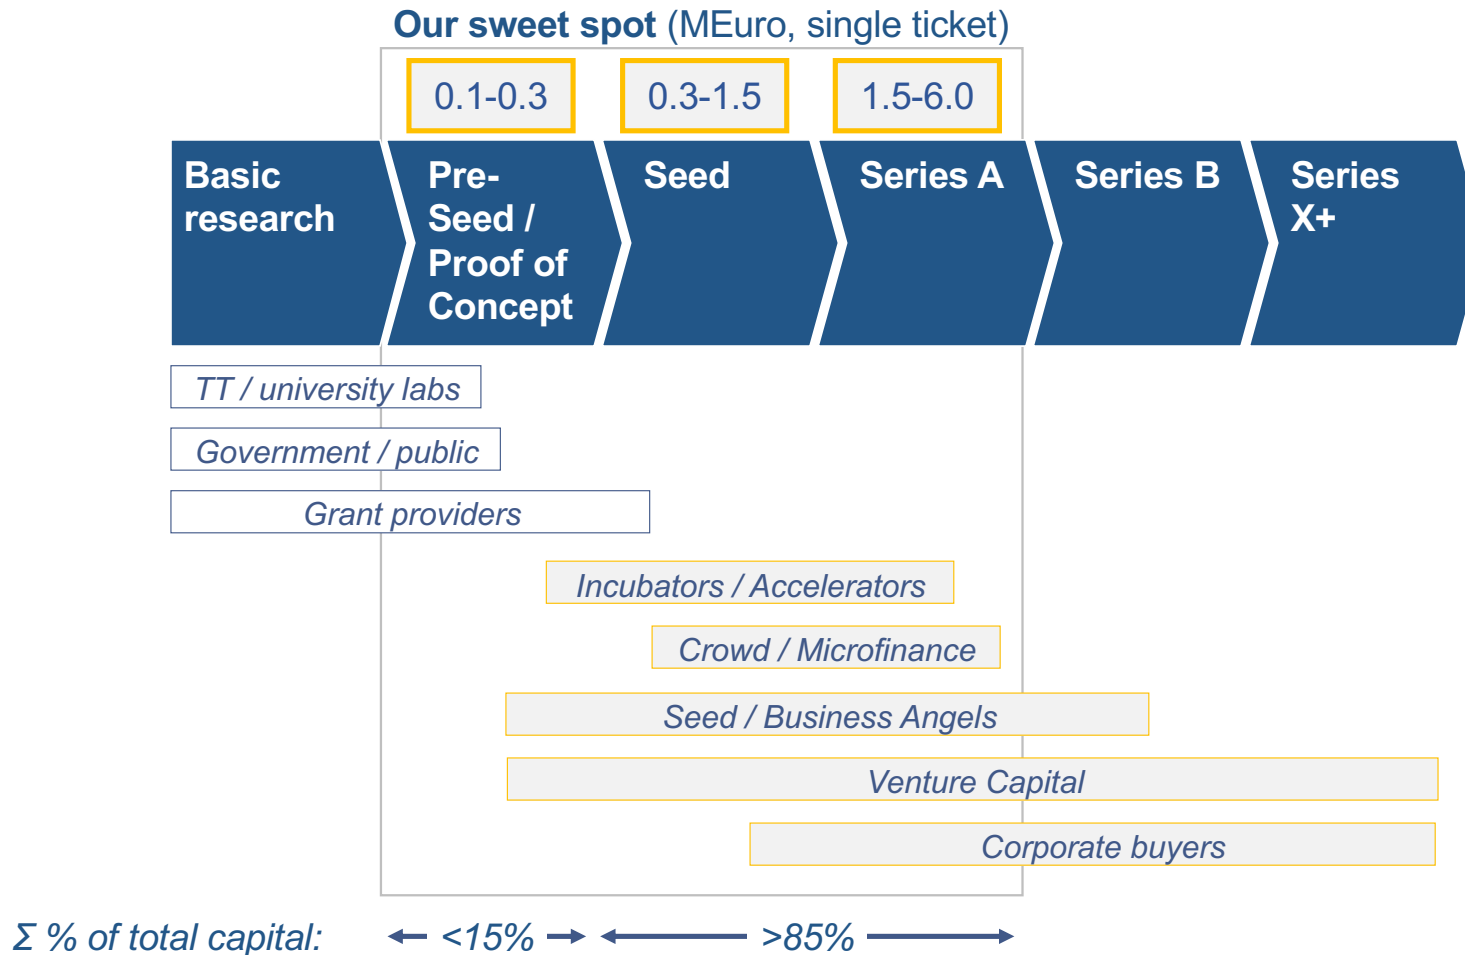 Our sweet spot (MEuro, single ticket)
0.1-0.3
0.3-1.5
1.5-6.0
Basic
research
Pre-
Seed /
Proof of
Concept
Seed
Series A
Series B
Series
X+
TT / university labs
Government / public
Grant providers
Incubators / Accelerators
Crowd / Microfinance
Seed / Business Angels
Venture Capital
Corporate buyers
Σ % of total capital:
<15%
>85%